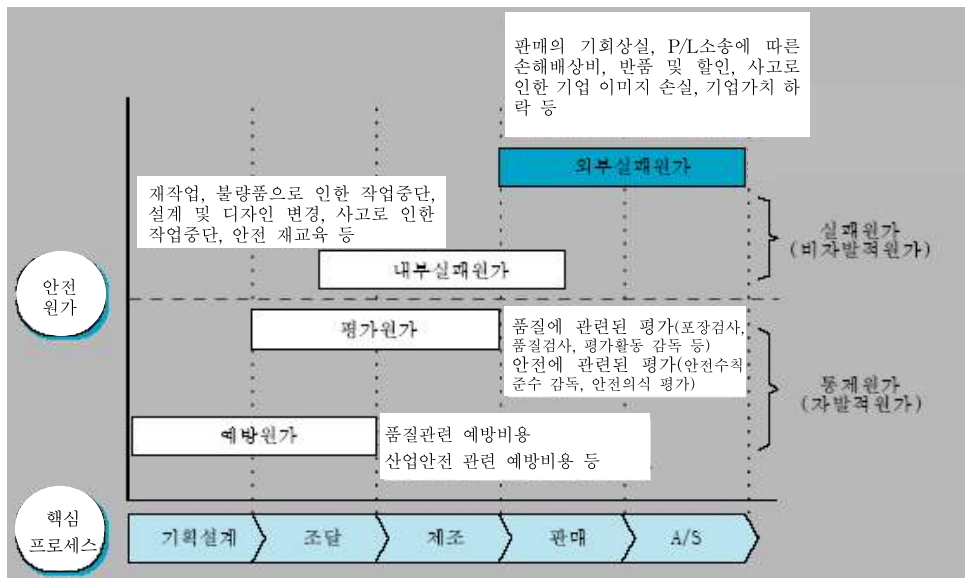 판매의 기회상실, P/L소송에 따른
손해배상비, 반품 및 할인, 사고로
인한 기업 이미지 손실, 기업가치 하
락 등
외부실패원가
재작업, 불량품으로 인한 작업중단,
설계 및 디자인 변경, 사고로 인한
작업중단, 안전 재교육 등
실패원가
(비자발적원가)
내부실패원가
안전
원가
평가원가
품질에 관련된 평가(포장검사,
품질검사, 평가활동 감독 등)
안전에 관련된 평가(안전수칙
준수 감독, 안전의식 평가)
통제원가
(자발적원가)
예방원가
품질관련 예방비용
산업안전 관련 예방비용 등
핵심
프로세스
기획설계
조달
제조
판매
A/S